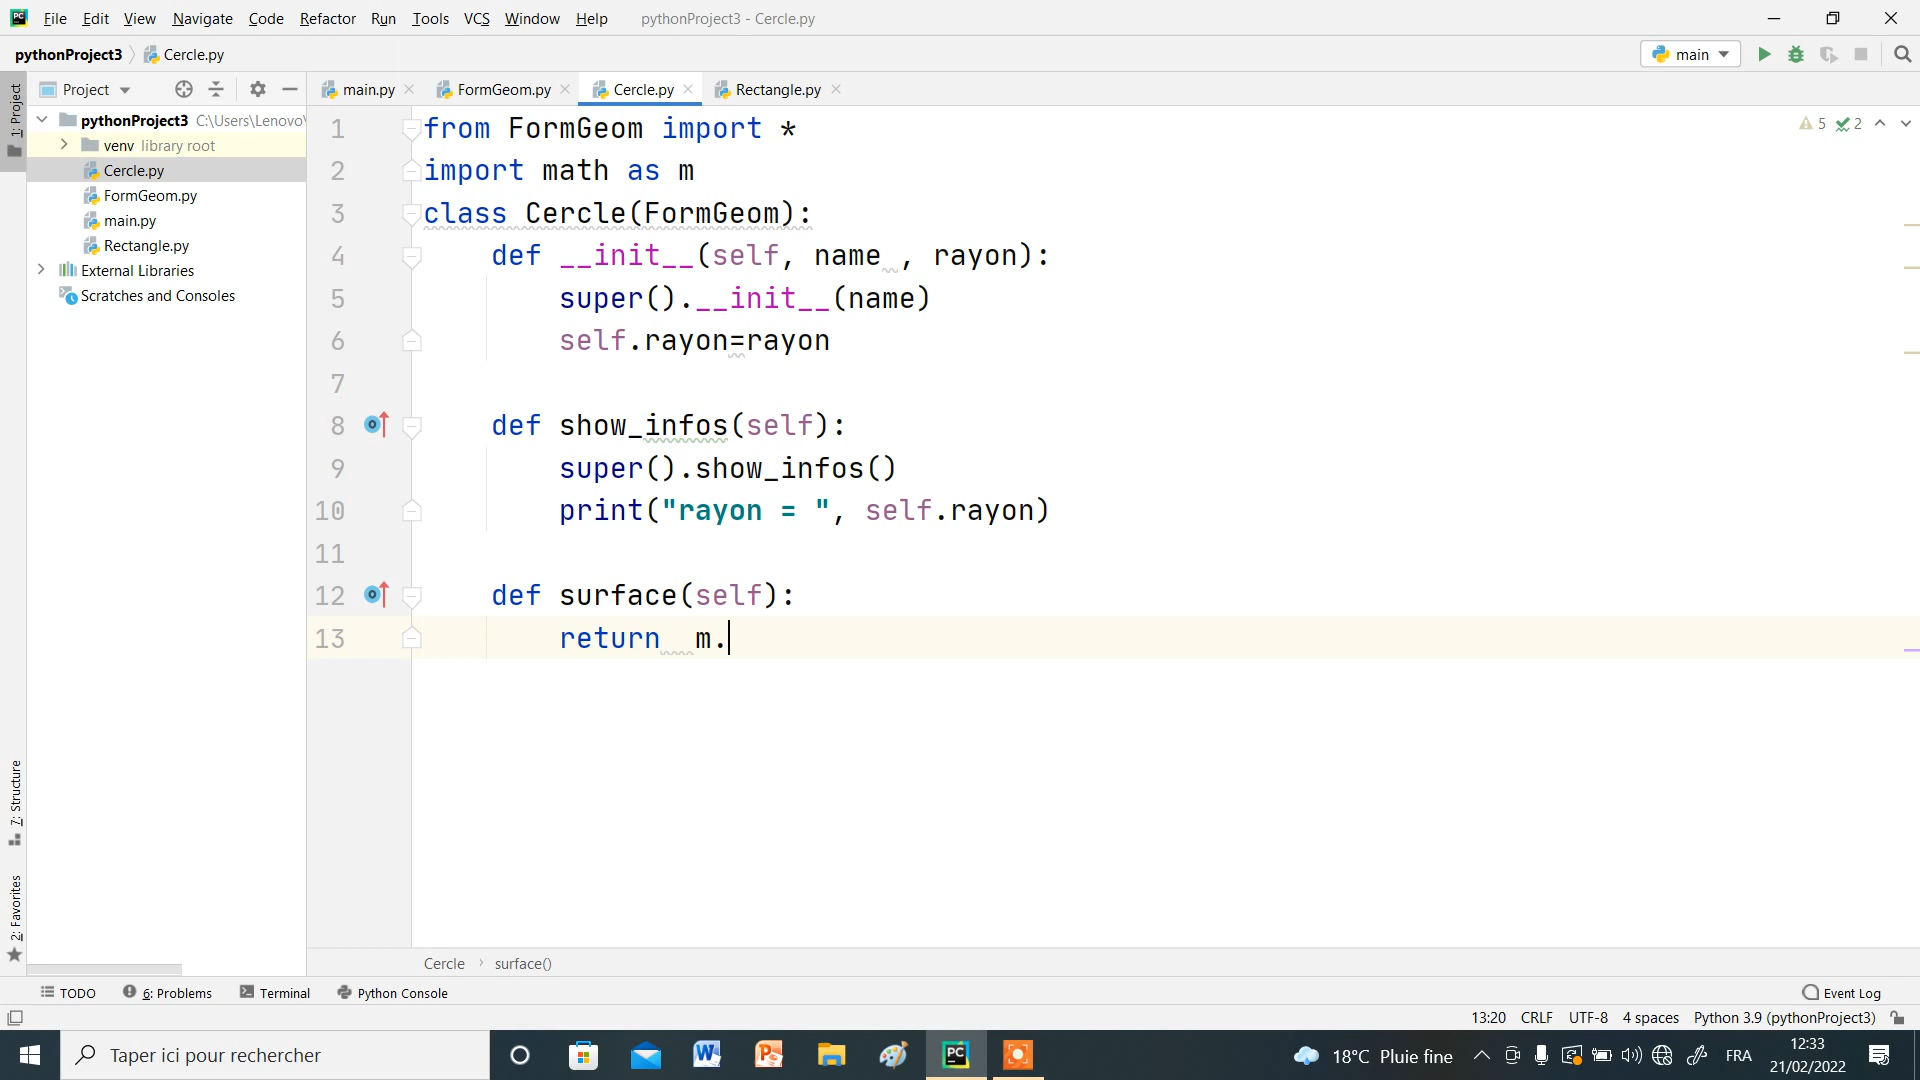 File Edit View Navigate Code Refactor Run Tools VCS Window Help pythonProject3 - Cercle.py
pythonProject3 Cercle.py main
Project main.py FormGeom.py Cercle.py Rectangle.py
1: Project
pythonProject3 C:\Users\Lenovo\
venv library root
Cercle.py
FormGeom.py
main.py
Rectangle.py
External Libraries
Scratches and Consoles
7: Structure
2: Favorites
5 2
1 from FormGeom import *
2 import math as m
3 class Cercle(FormGeom):
4 def __init__(self, name , rayon):
5 super().__init__(name)
6 self.rayon=rayon
7
8 def show_infos(self):
9 super().show_infos()
10 print("rayon = ", self.rayon)
11
12 def surface(self):
13 return  m.
Cercle surface()
TODO 6: Problems Terminal Python Console Event Log
13:20 CRLF UTF-8 4 spaces Python 3.9 (pythonProject3)
Taper ici pour rechercher 18°C Pluie fine FRA 12:33
21/02/2022